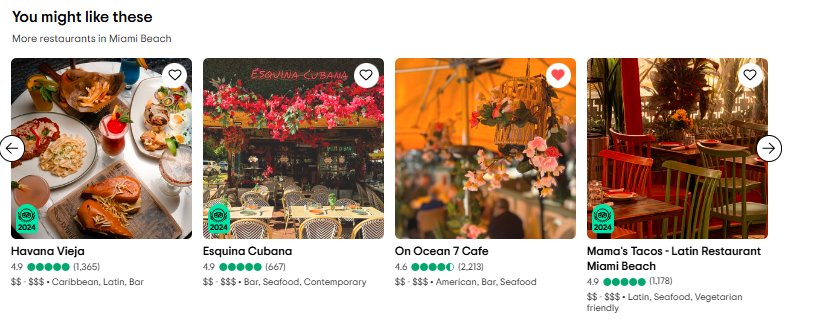 You might like these
More restaurants in Miami Beach
ESQUINA CUBANA
2024
2024
2024
Havana Vieja
4.9 (1,365)
$$ - $$$ • Caribbean, Latin, Bar
Esquina Cubana
4.9 (667)
$$ - $$$ • Bar, Seafood, Contemporary
On Ocean 7 Cafe
4.6 (2,213)
$$ - $$$ • American, Bar, Seafood
Mama's Tacos - Latin Restaurant
Miami Beach
4.9 (1,178)
$$ - $$$ • Latin, Seafood, Vegetarian
friendly